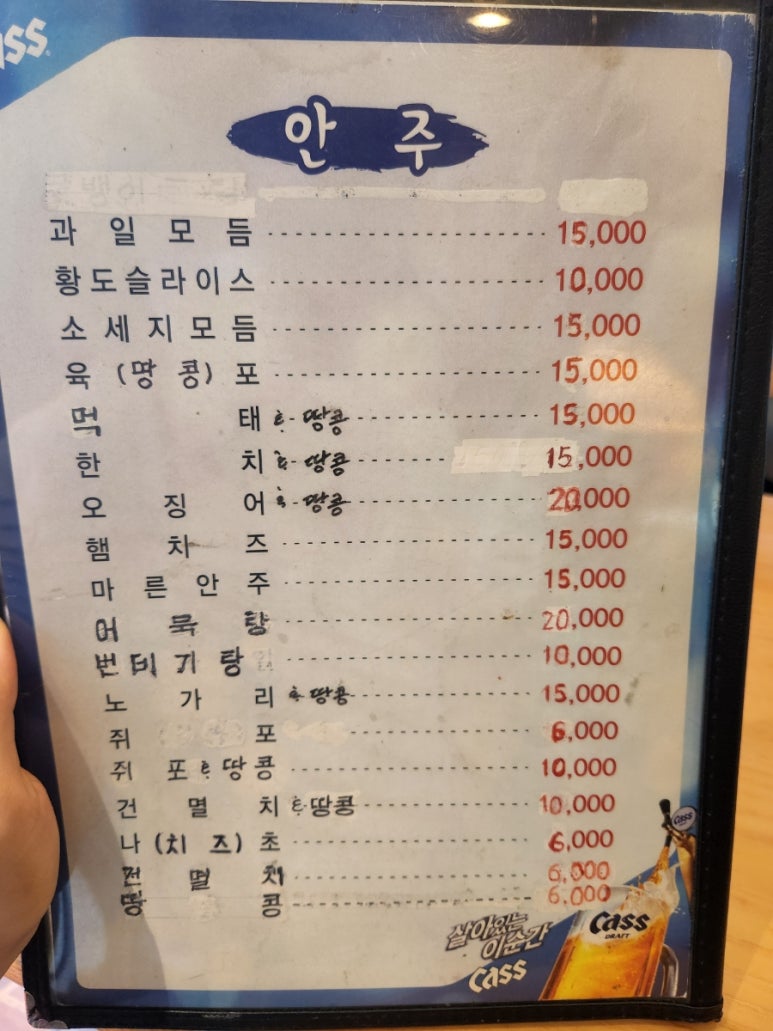 안 주
과 일 모 듬 15,000
황도슬라이스 10,000
소세지모듬 15,000
육 (땅 콩) 포 15,000
먹 태 & 땅콩 15,000
한 치 & 땅콩 15,000
오 징 어 & 땅콩 20,000
햄 치 즈 15,000
마 른 안 주 15,000
어 묵 탕 20,000
번데기탕 10,000
노 가 리 & 땅콩 15,000
쥐 포 6,000
쥐 포 & 땅콩 10,000
건 멸 치 & 땅콩 10,000
나 (치 즈) 초 6,000
건 멸 치 6,000
땅 콩 6,000
살아있는
이순간
Cass
Cass
DRAFT
Cass